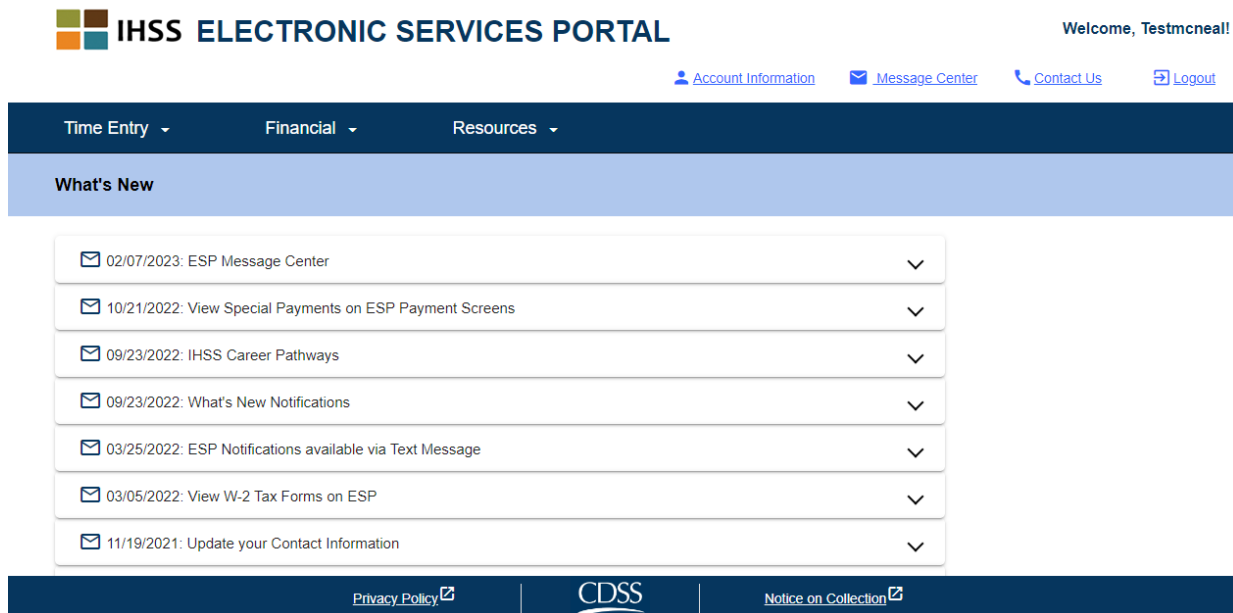 IHSS ELECTRONIC SERVICES PORTAL
Welcome, Testmcneal!
Account Information Message Center Contact Us Logout
Time Entry Financial Resources
What's New
02/07/2023: ESP Message Center
10/21/2022: View Special Payments on ESP Payment Screens
09/23/2022: IHSS Career Pathways
09/23/2022: What's New Notifications
03/25/2022: ESP Notifications available via Text Message
03/05/2022: View W-2 Tax Forms on ESP
11/19/2021: Update your Contact Information
Privacy Policy CDSS Notice on Collection